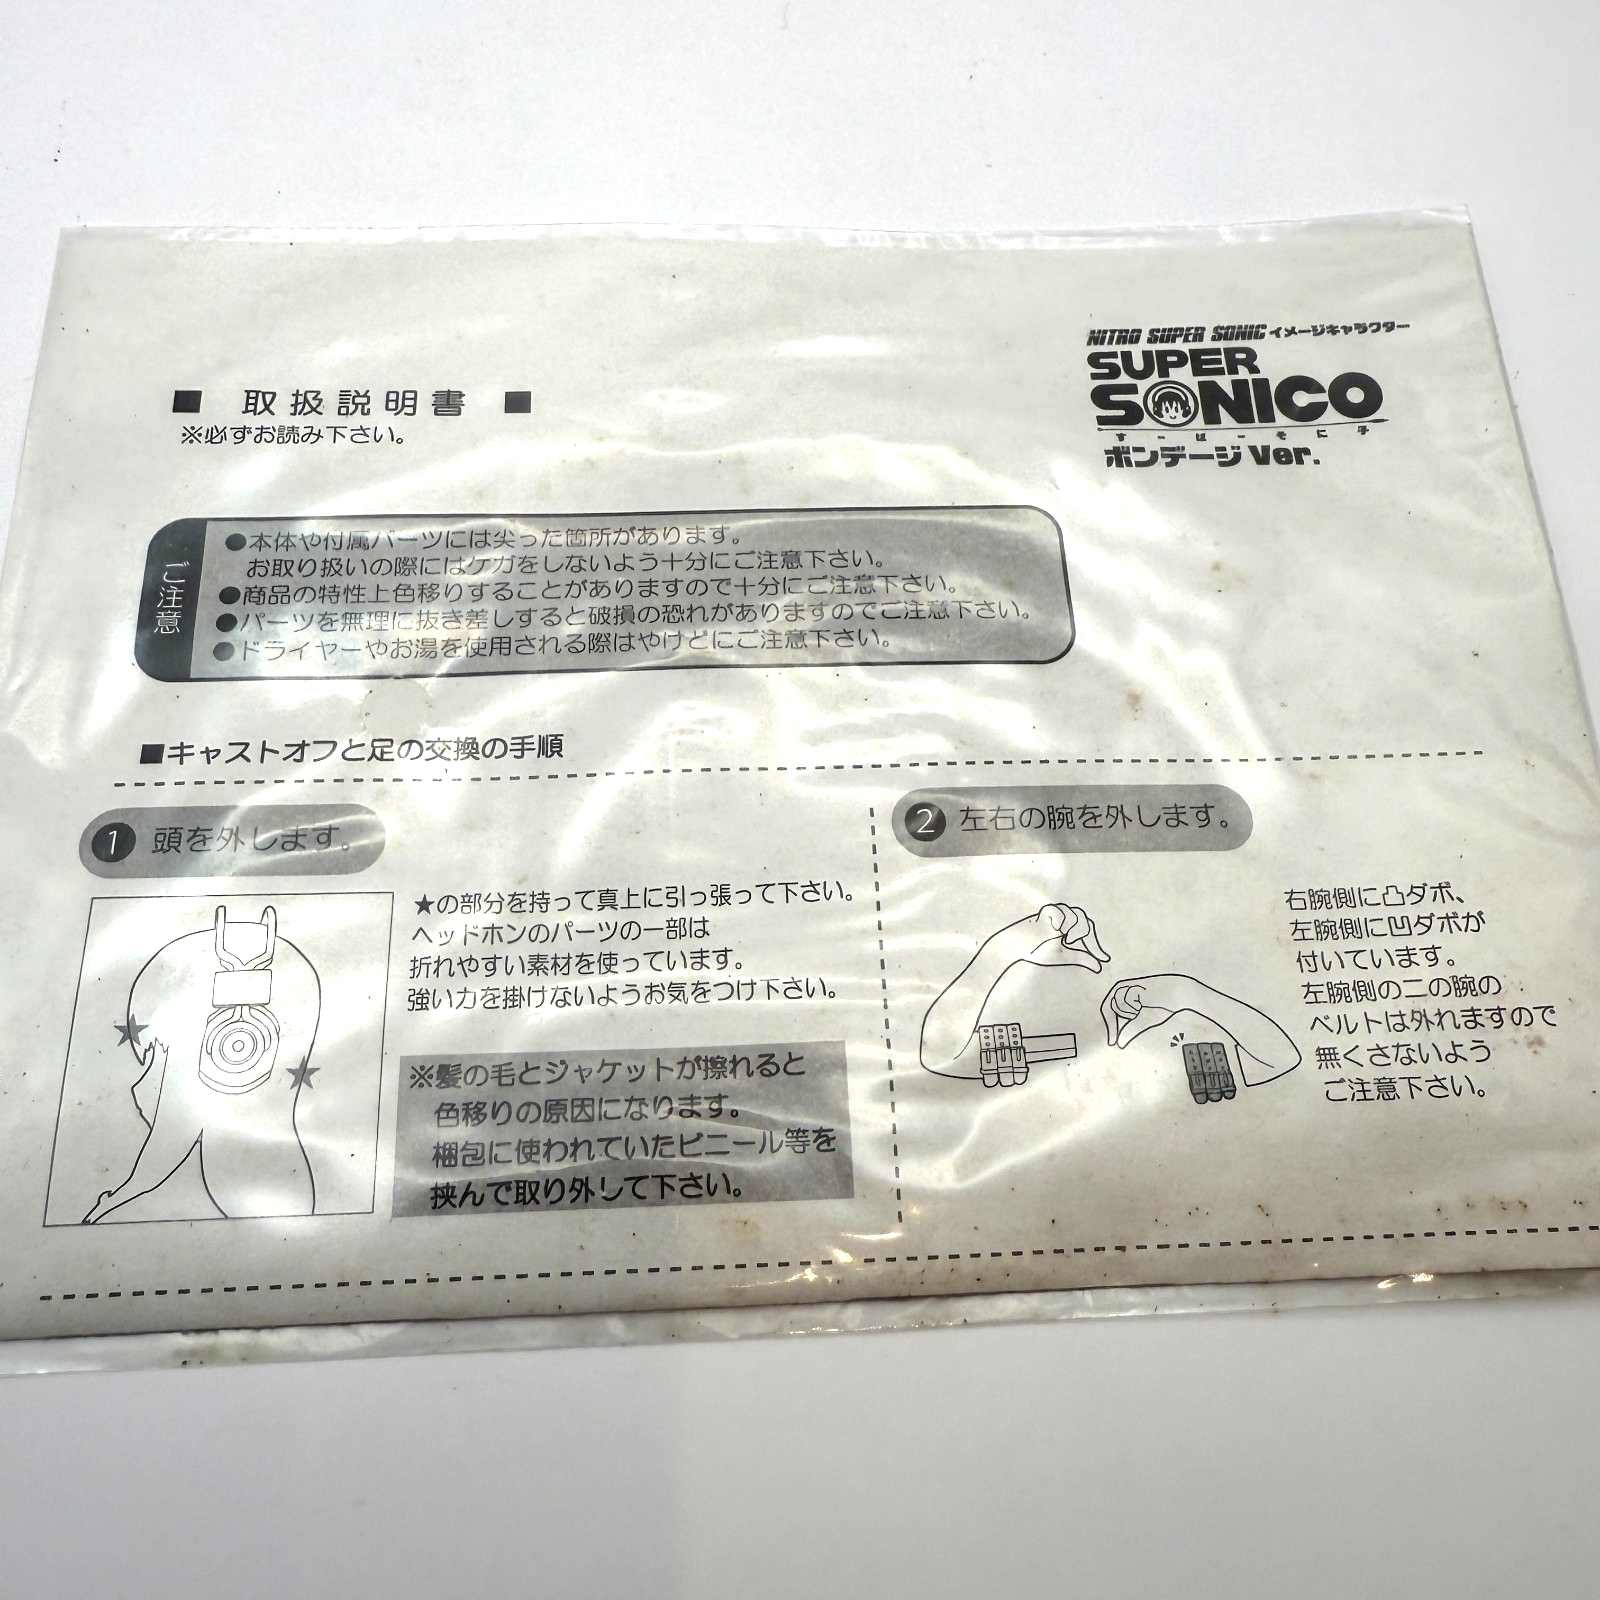 ■ 取扱説明書 ■
※必ずお読み下さい。
NITRO SUPER SONIC イメージキャラクター
SUPER
SONICO
すーぱーそに子
ボンデージ Ver.
ご注意
●本体や付属パーツには尖った箇所があります。
お取り扱いの際にはケガをしないよう十分にご注意下さい。
●商品の特性上色移りすることがありますので十分にご注意下さい。
●パーツを無理に抜き差しすると破損の恐れがありますのでご注意下さい。
●ドライヤーやお湯を使用される際はやけどにご注意下さい。
■キャストオフと足の交換の手順
1 頭を外します。
★の部分を持って真上に引っ張って下さい。
ヘッドホンのパーツの一部は
折れやすい素材を使っています。
強い力を掛けないようお気をつけ下さい。
※髪の毛とジャケットが擦れると
色移りの原因になります。
梱包に使われていたビニール等を
挟んで取り外して下さい。
2 左右の腕を外します。
右腕側に凸ダボ、
左腕側に凹ダボが
付いています。
左腕側の二の腕の
ベルトは外れますので
無くさないよう
ご注意下さい。